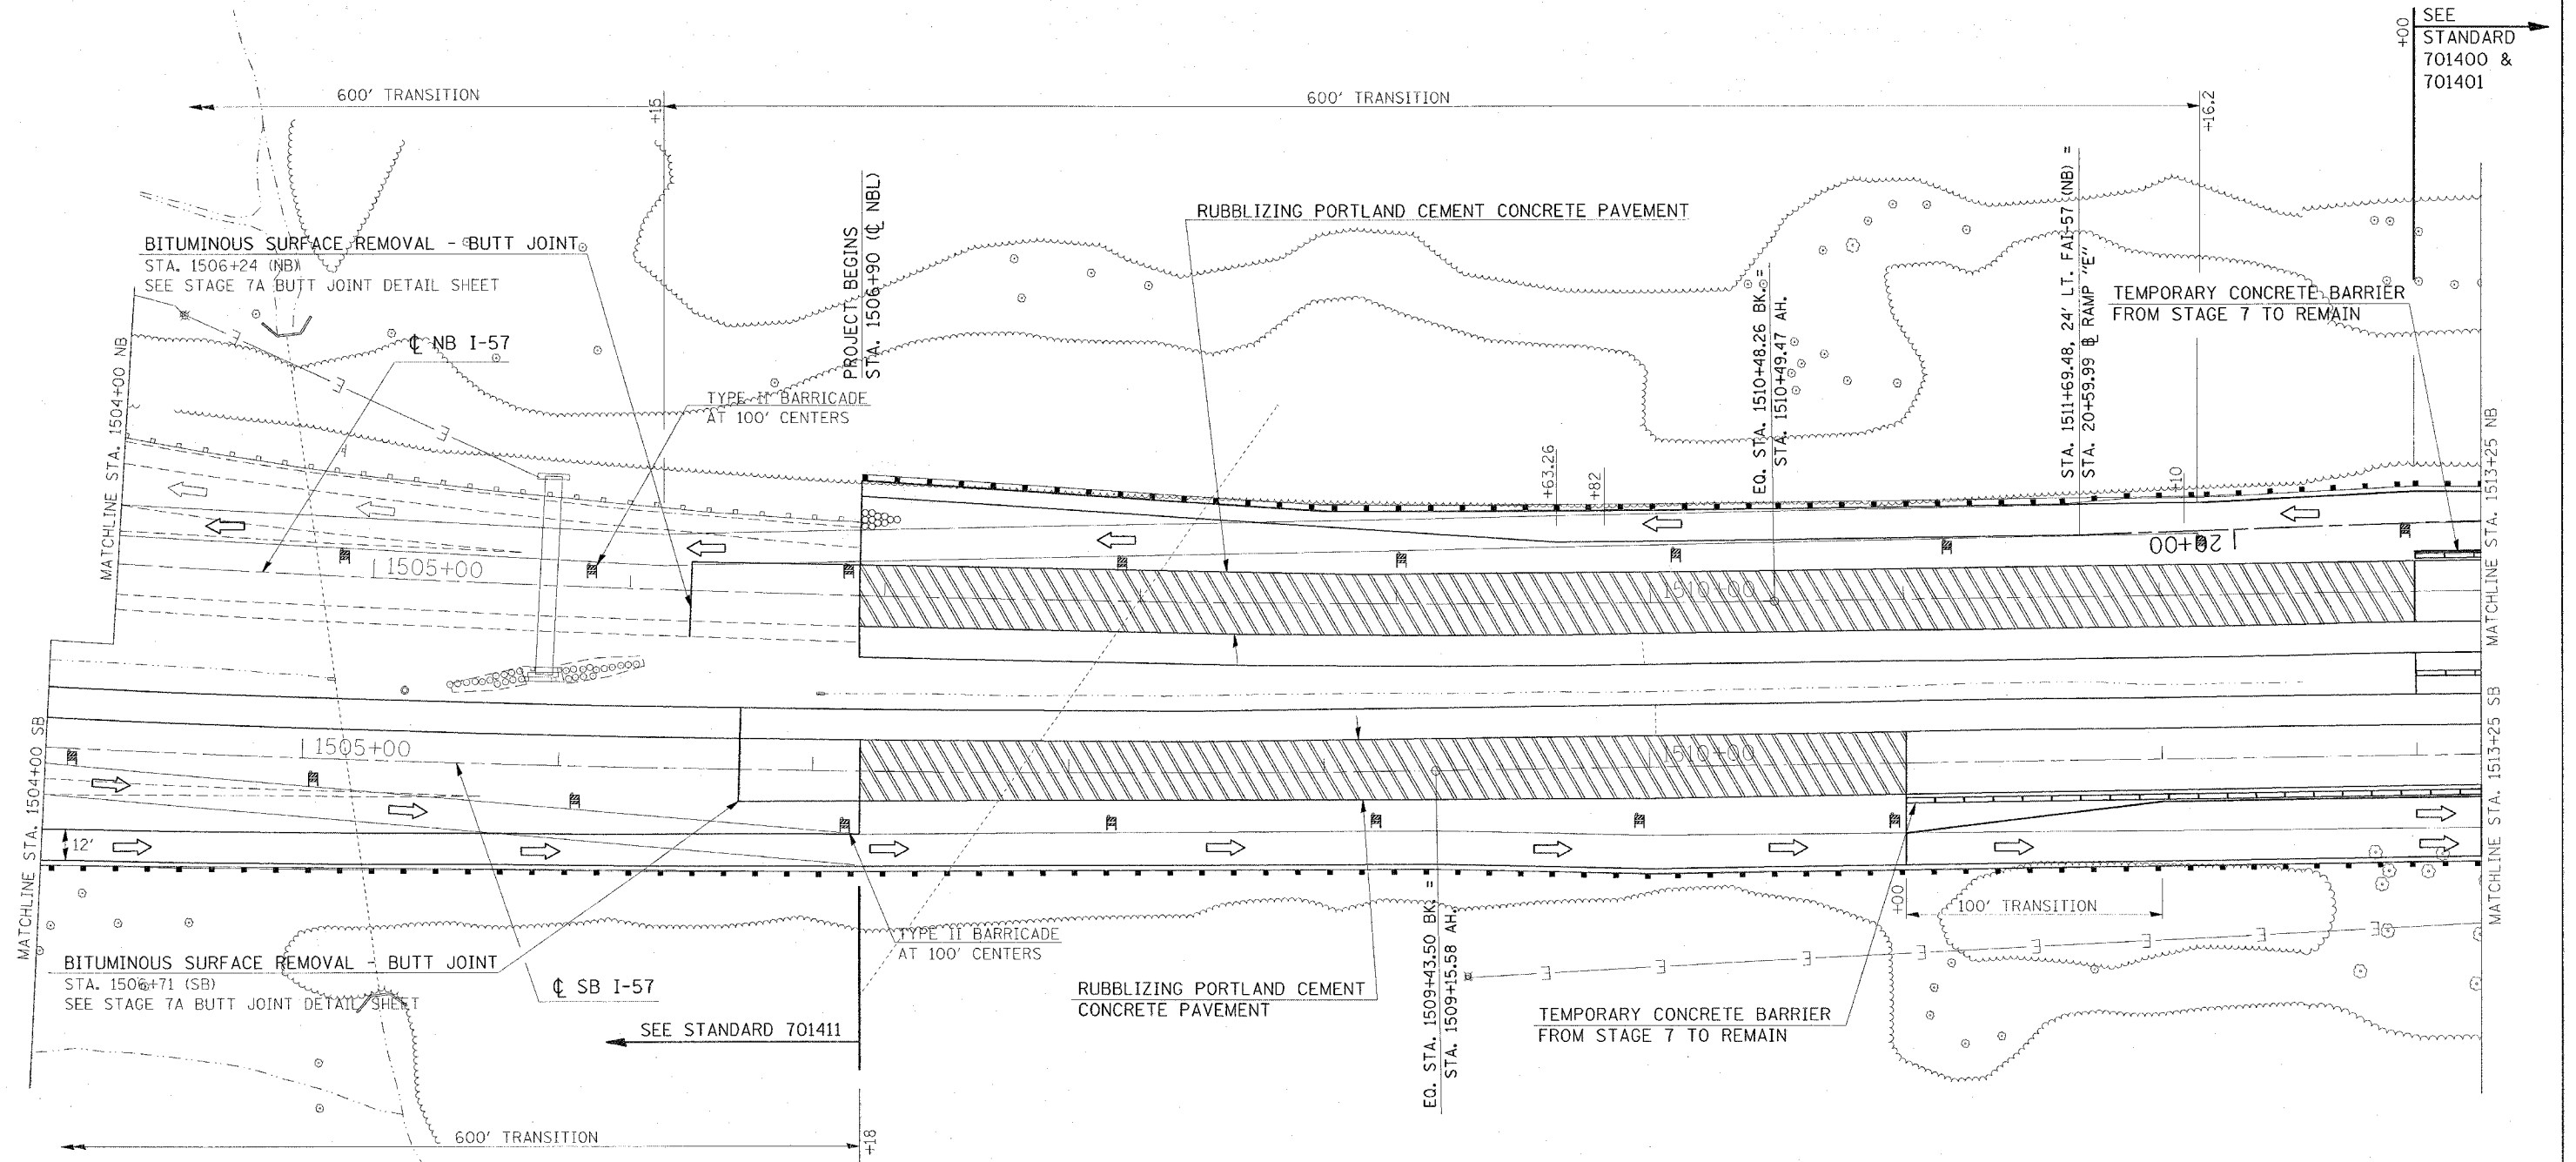 SEE
STANDARD
701400 &
701401
+00
600' TRANSITION
+15
600' TRANSITION
+16.2
BITUMINOUS SURFACE REMOVAL - BUTT JOINT
STA. 1506+24 (NB)
SEE STAGE 7A BUTT JOINT DETAIL SHEET
PROJECT BEGINS
STA. 1506+90 (℄ NBL)
RUBBLIZING PORTLAND CEMENT CONCRETE PAVEMENT
EQ. STA. 1510+48.26 BK. =
STA. 1510+49.47 AH.
STA. 1511+69.48, 24' LT. FAI-57 (NB) =
STA. 20+59.99 ℄ RAMP "E"
TEMPORARY CONCRETE BARRIER
FROM STAGE 7 TO REMAIN
℄ NB I-57
TYPE II BARRICADE
AT 100' CENTERS
MATCHLINE STA. 1504+00 NB
MATCHLINE STA. 1513+25 NB
+63.26
+82
+10
20+00
1505+00
1510+00
MATCHLINE STA. 1504+00 SB
MATCHLINE STA. 1513+25 SB
1505+00
1510+00
12'
+00
100' TRANSITION
TYPE II BARRICADE
AT 100' CENTERS
BITUMINOUS SURFACE REMOVAL - BUTT JOINT
STA. 1506+71 (SB)
SEE STAGE 7A BUTT JOINT DETAIL SHEET
℄ SB I-57
RUBBLIZING PORTLAND CEMENT
CONCRETE PAVEMENT
EQ. STA. 1509+43.50 BK. =
STA. 1509+15.58 AH.
TEMPORARY CONCRETE BARRIER
FROM STAGE 7 TO REMAIN
SEE STANDARD 701411
600' TRANSITION
+18